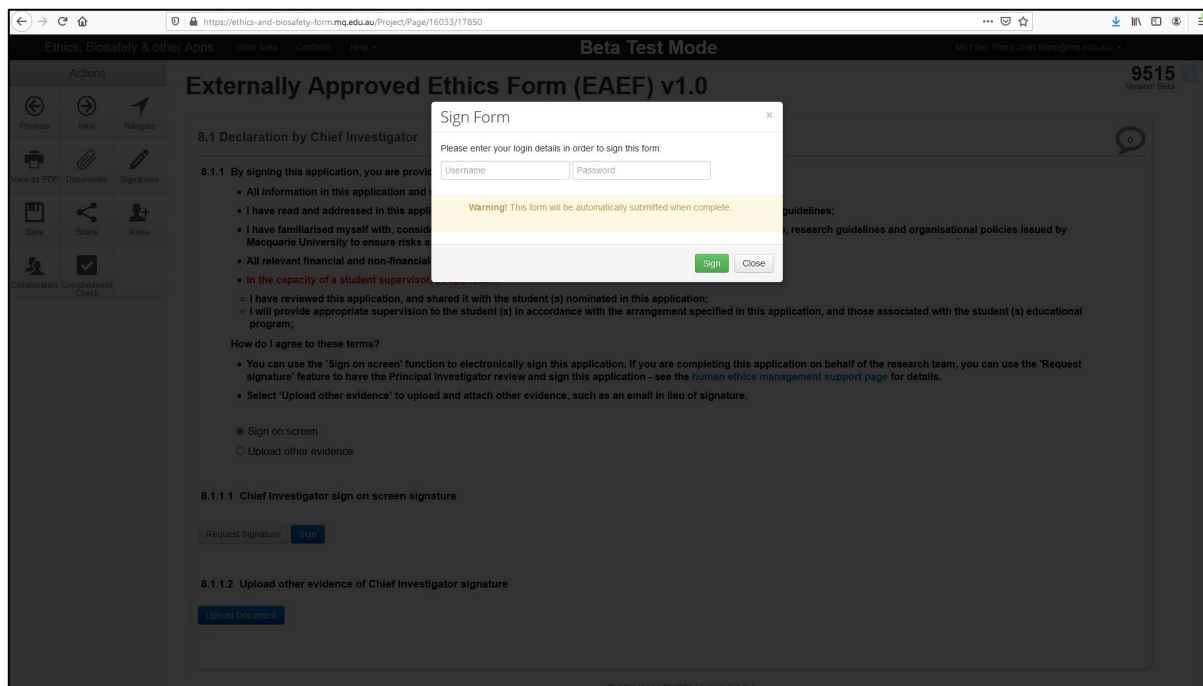 https://ethics-and-biosafety-form.mq.edu.au/Project/Page/16033/17850
Ethics, Biosafety & other Apps Work Area Contacts Help
Beta Test Mode
Ms Fran Thorp (fran.thorp@mq.edu.au)
Actions
Previous Next Navigate
View as PDF Documents Signatures
Save Share Roles
Collaborators Completeness Check
Externally Approved Ethics Form (EAEF) v1.0
9515
Version: Beta
8.1 Declaration by Chief Investigator
0
Sign Form
×
Please enter your login details in order to sign this form:
Username Password
Warning! This form will be automatically submitted when complete.
Sign Close
8.1.1 By signing this application, you are provid
• All information in this application and
• I have read and addressed in this appli guidelines;
• I have familiarised myself with, conside , research guidelines and organisational policies issued by
Macquarie University to ensure risks a
• All relevant financial and non-financial
• In the capacity of a student supervisor,
○ I have reviewed this application, and shared it with the student (s) nominated in this application;
○ I will provide appropriate supervision to the student (s) in accordance with the arrangement specified in this application, and those associated with the student (s) educational
program;
How do I agree to these terms?
• You can use the 'Sign on screen' function to electronically sign this application. If you are completing this application on behalf of the research team, you can use the 'Request
signature' feature to have the Principal Investigator review and sign this application - see the human ethics management support page for details.
• Select 'Upload other evidence' to upload and attach other evidence, such as an email in lieu of signature.
Sign on screen
Upload other evidence
8.1.1.1 Chief Investigator sign on screen signature
Request Signature Sign
8.1.1.2 Upload other evidence of Chief Investigator signature
Upload Document